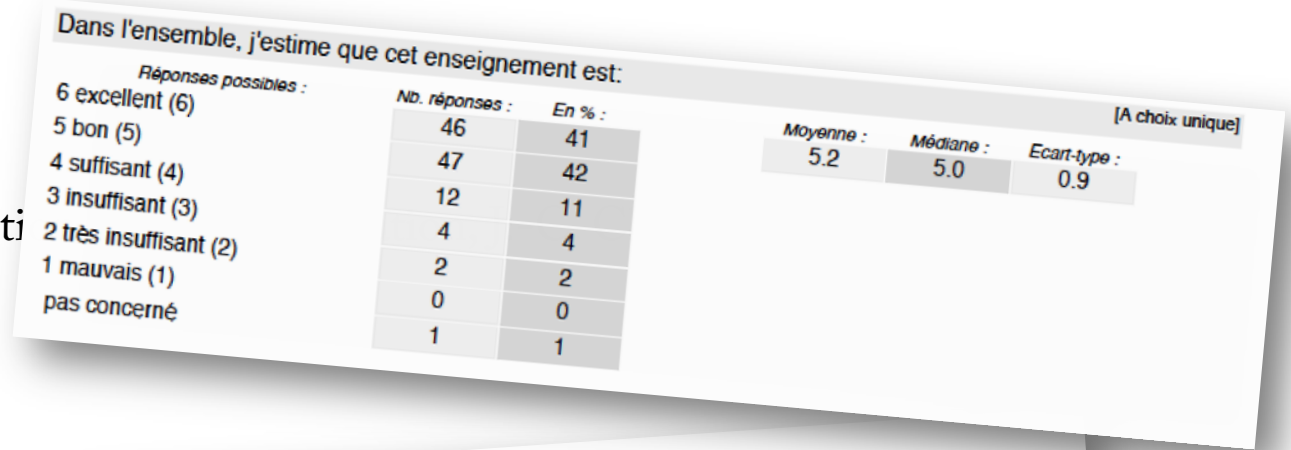 Dans l'ensemble, j'estime que cet enseignement est:
[A choix unique]
Réponses possibles : Nb. réponses : En % : Moyenne : Médiane : Ecart-type :
6 excellent (6) 46 41 5.2 5.0 0.9
5 bon (5) 47 42
4 suffisant (4) 12 11
3 insuffisant (3) 4 4
2 très insuffisant (2) 2 2
1 mauvais (1) 0 0
pas concerné 1 1
ti